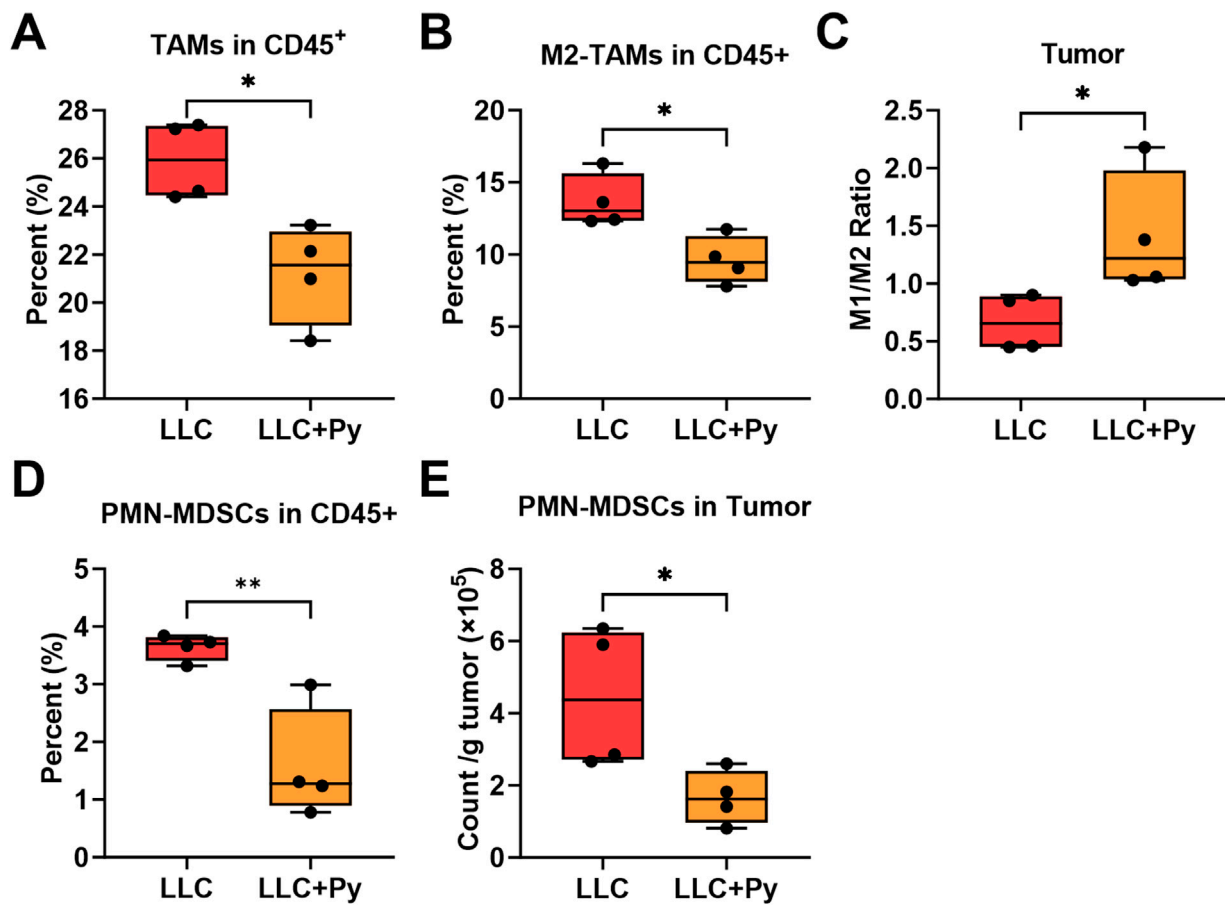 A
TAMs in CD45+
*
Percent (%)
28
26
24
22
20
18
16
LLC
LLC+Py
B
M2-TAMs in CD45+
*
Percent (%)
20
15
10
5
0
LLC
LLC+Py
C
Tumor
*
M1/M2 Ratio
2.5
2.0
1.5
1.0
0.5
0.0
LLC
LLC+Py
D
PMN-MDSCs in CD45+
**
Percent (%)
5
4
3
2
1
0
LLC
LLC+Py
E
PMN-MDSCs in Tumor
*
Count /g tumor (×10⁵)
8
6
4
2
0
LLC
LLC+Py